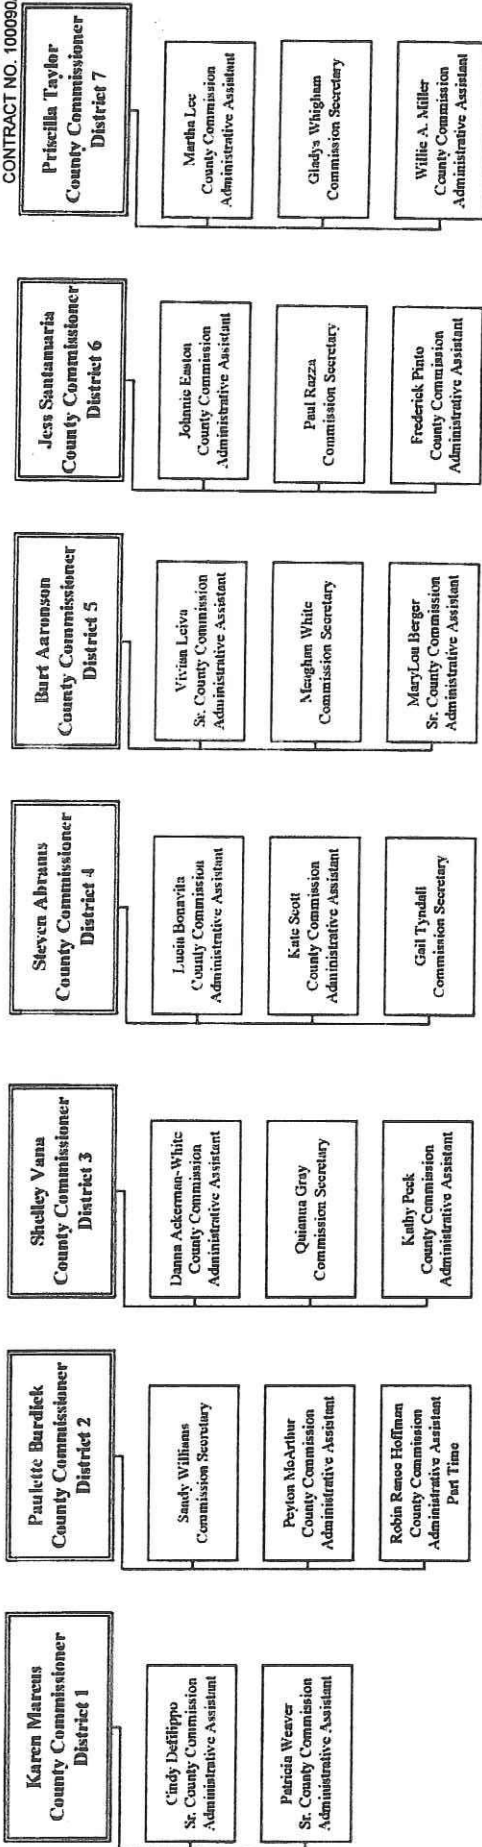 CONTRACT NO. 100090
Karen Marcus
County Commissioner
District 1
Cindy Defilippo
Sr. County Commission
Administrative Assistant
Patricia Weaver
Sr. County Commission
Administrative Assistant
Paulette Burdick
County Commissioner
District 2
Sandy Williams
Commission Secretary
Peyton McArthur
County Commission
Administrative Assistant
Robin Renee Hoffman
County Commission
Administrative Assistant
Part Time
Shelley Vana
County Commissioner
District 3
Danna Ackerman-White
County Commission
Administrative Assistant
Quianna Gray
Commission Secretary
Kathy Peck
County Commission
Administrative Assistant
Steven Abrams
County Commissioner
District 4
Lucia Bonavita
County Commission
Administrative Assistant
Kate Scott
County Commission
Administrative Assistant
Gail Tyndall
Commission Secretary
Burt Aaronson
County Commissioner
District 5
Vivian Leiva
Sr. County Commission
Administrative Assistant
Meaghan White
Commission Secretary
MaryLou Berger
Sr. County Commission
Administrative Assistant
Jess Santamaria
County Commissioner
District 6
Johnnie Easton
County Commission
Administrative Assistant
Paul Razza
Commission Secretary
Frederick Pinto
County Commission
Administrative Assistant
Priscilla Taylor
County Commissioner
District 7
Martha Lee
County Commission
Administrative Assistant
Gladys Whigham
Commission Secretary
Willie A. Miller
County Commission
Administrative Assistant